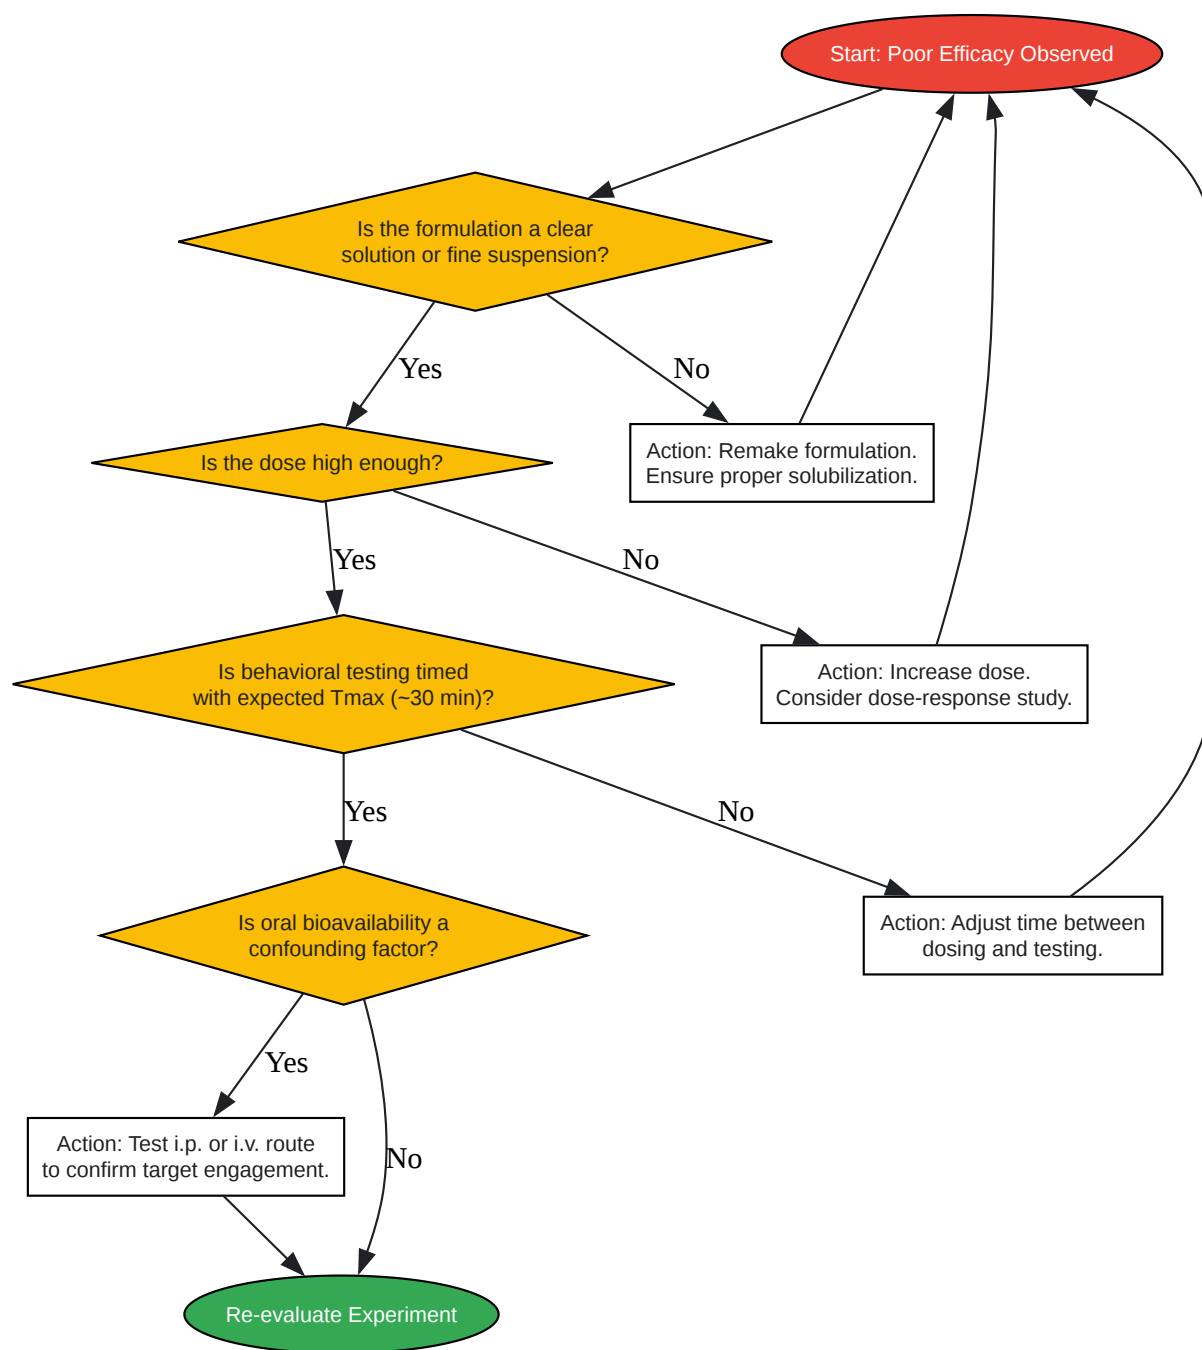 Start: Poor Efficacy Observed
Is the formulation a clear
solution or fine suspension?
Yes
No
Is the dose high enough?
Action: Remake formulation.
Ensure proper solubilization.
Yes
No
Is behavioral testing timed
with expected Tmax (~30 min)?
Action: Increase dose.
Consider dose-response study.
Yes
No
Is oral bioavailability a
confounding factor?
Action: Adjust time between
dosing and testing.
Yes
Action: Test i.p. or i.v. route
to confirm target engagement.
No
Re-evaluate Experiment